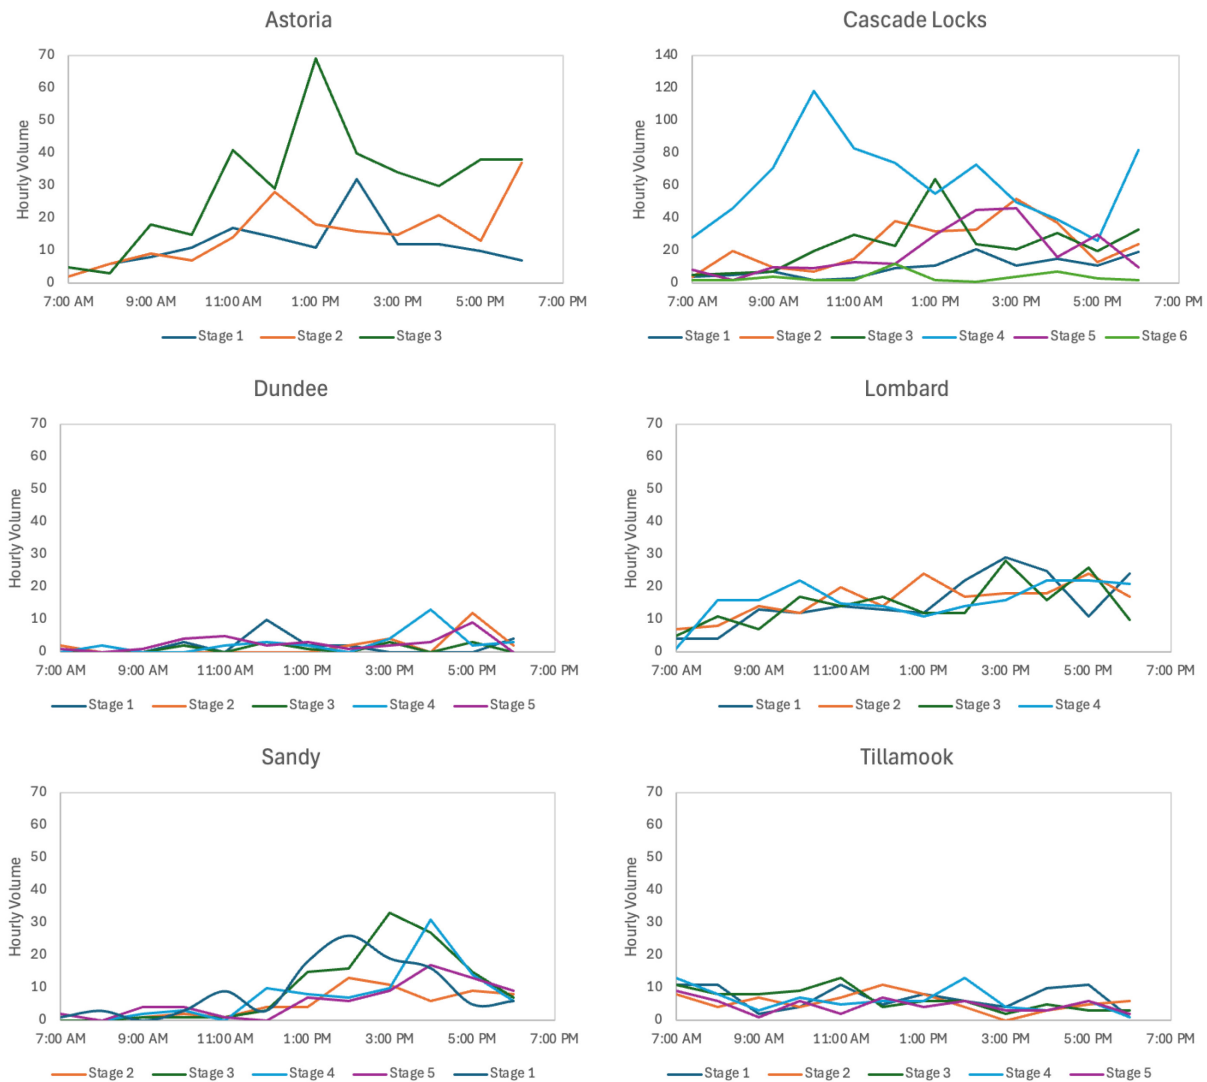 Astoria
Hourly Volume
70
60
50
40
30
20
10
0
7:00 AM 9:00 AM 11:00 AM 1:00 PM 3:00 PM 5:00 PM 7:00 PM
Stage 1 Stage 2 Stage 3
Cascade Locks
Hourly Volume
140
120
100
80
60
40
20
0
7:00 AM 9:00 AM 11:00 AM 1:00 PM 3:00 PM 5:00 PM 7:00 PM
Stage 1 Stage 2 Stage 3 Stage 4 Stage 5 Stage 6
Dundee
Hourly Volume
70
60
50
40
30
20
10
0
7:00 AM 9:00 AM 11:00 AM 1:00 PM 3:00 PM 5:00 PM 7:00 PM
Stage 1 Stage 2 Stage 3 Stage 4 Stage 5
Lombard
Hourly Volume
70
60
50
40
30
20
10
0
7:00 AM 9:00 AM 11:00 AM 1:00 PM 3:00 PM 5:00 PM 7:00 PM
Stage 1 Stage 2 Stage 3 Stage 4
Sandy
Hourly Volume
70
60
50
40
30
20
10
0
7:00 AM 9:00 AM 11:00 AM 1:00 PM 3:00 PM 5:00 PM 7:00 PM
Stage 2 Stage 3 Stage 4 Stage 5 Stage 1
Tillamook
Hourly Volume
70
60
50
40
30
20
10
0
7:00 AM 9:00 AM 11:00 AM 1:00 PM 3:00 PM 5:00 PM 7:00 PM
Stage 1 Stage 2 Stage 3 Stage 4 Stage 5